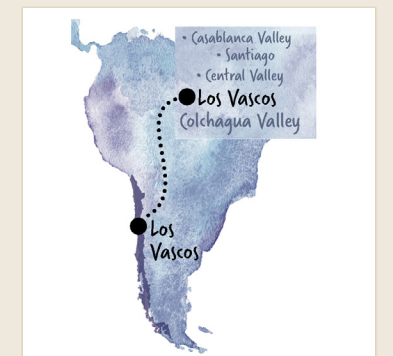 • Casablanca Valley
• Santiago
• Central Valley
Los Vascos
Colchagua Valley
Los
Vascos